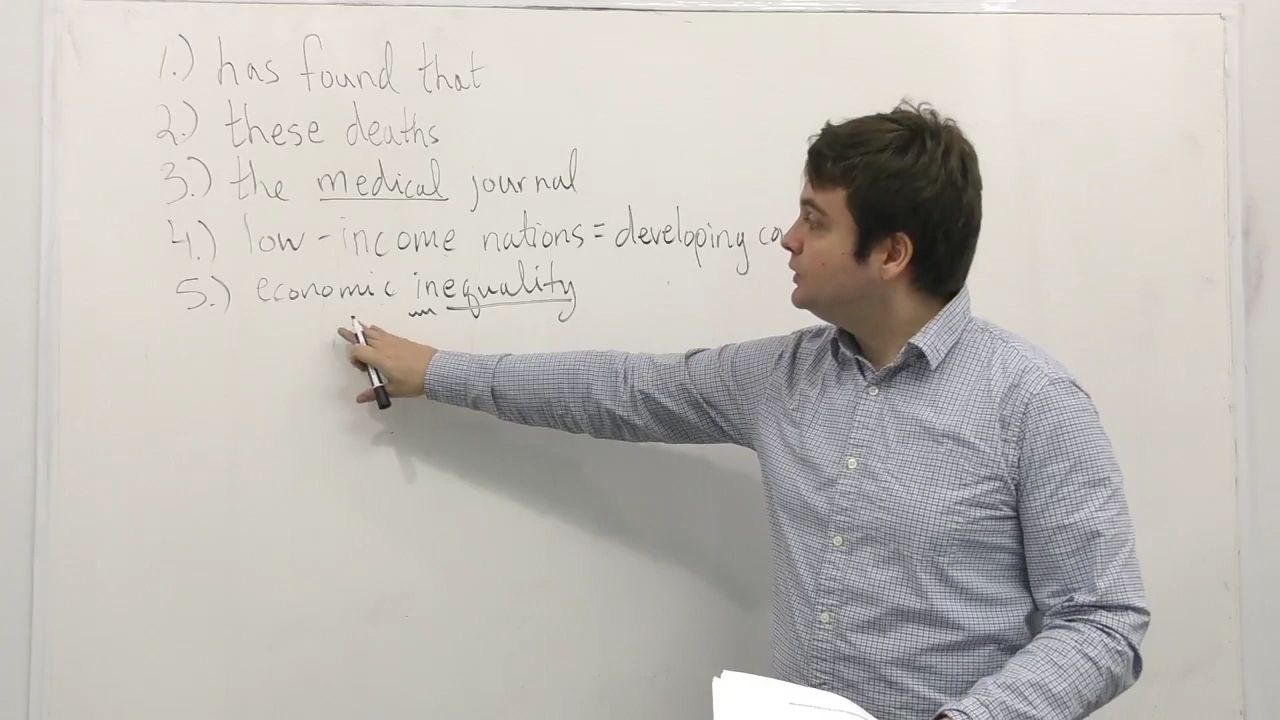 1.) has found that
2.) these deaths
3.) the medical journal
4.) low-income nations = developing
5.) economic inequality